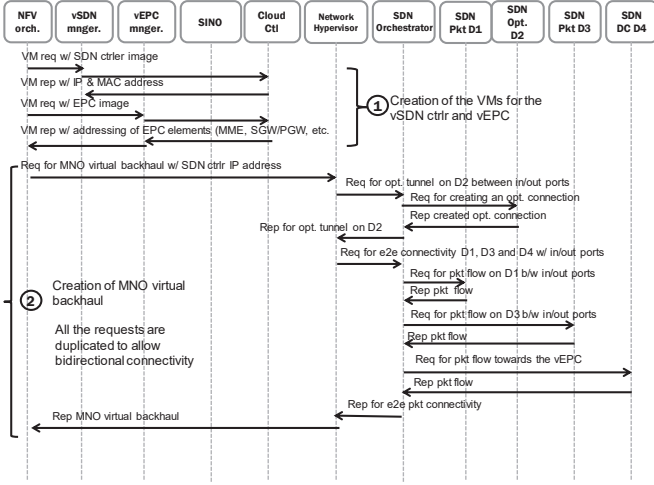 NFV
orch.
vSDN
mnger.
vEPC
mnger.
SINO
Cloud
Ctl
Network
Hypervisor
SDN
Orchestrator
SDN
Pkt D1
SDN
Opt.
D2
SDN
Pkt D3
SDN
DC D4
VM req w/ SDN ctrler image
VM rep w/ IP & MAC address
VM req w/ EPC image
VM rep w/ addressing of EPC elements (MME, SGW/PGW, etc.
1 Creation of the VMs for the
vSDN ctrlr and vEPC
Req for MNO virtual backhaul w/ SDN ctrler IP address
Req for opt. tunnel on D2 between in/out ports
Req for creating an opt. connection
Rep created opt. connection
Rep for opt. tunnel on D2
Req for e2e connectivity D1, D3 and D4 w/ in/out ports
Req for pkt flow on D1 b/w in/out ports
Rep pkt flow
2 Creation of MNO virtual
backhaul
All the requests are
duplicated to allow
bidirectional connectivity
Req for pkt flow on D3 b/w in/out ports
Rep pkt flow
Req for pkt flow towards the vEPC
Rep pkt flow
Rep for e2e pkt connectivity
Rep MNO virtual backhaul